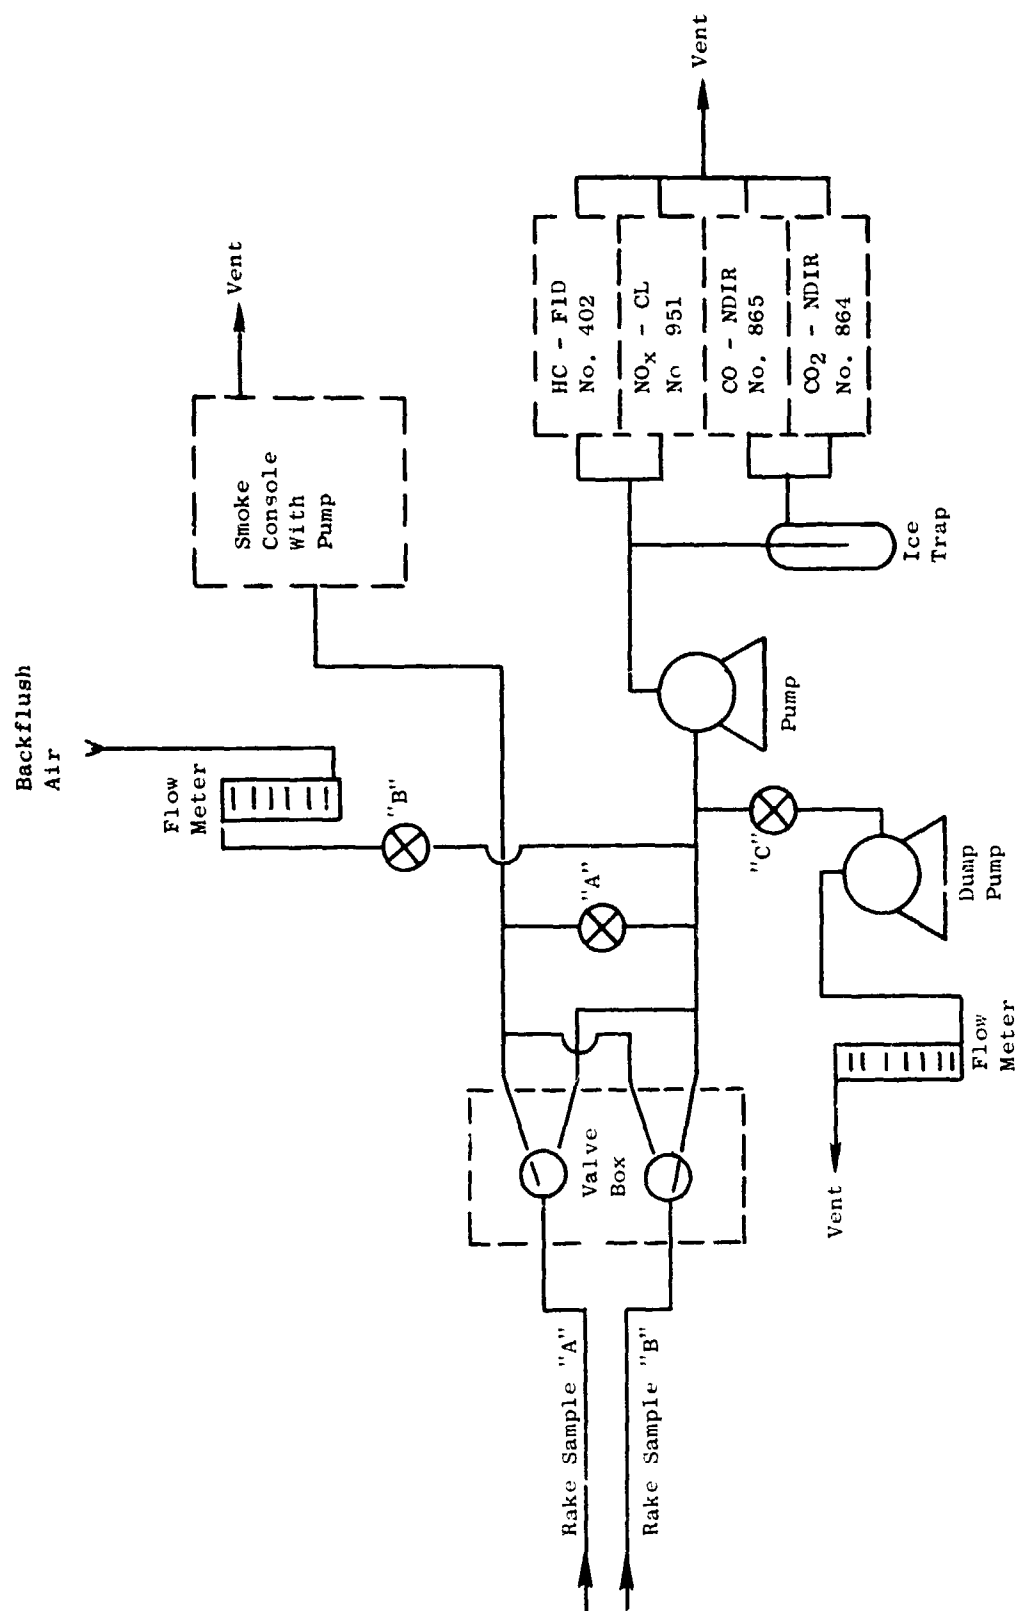 Rake Sample "A"
Rake Sample "B"
Valve
Box
"A"
"B"
"C"
Flow
Meter
Backflush
Air
Smoke
Console
With
Pump
Vent
Pump
Dump
Pump
Flow
Meter
Vent
Ice
Trap
HC - FID
No. 402
NOx - CL
No 951
CO - NDIR
No. 865
CO2 - NDIR
No. 864
Vent